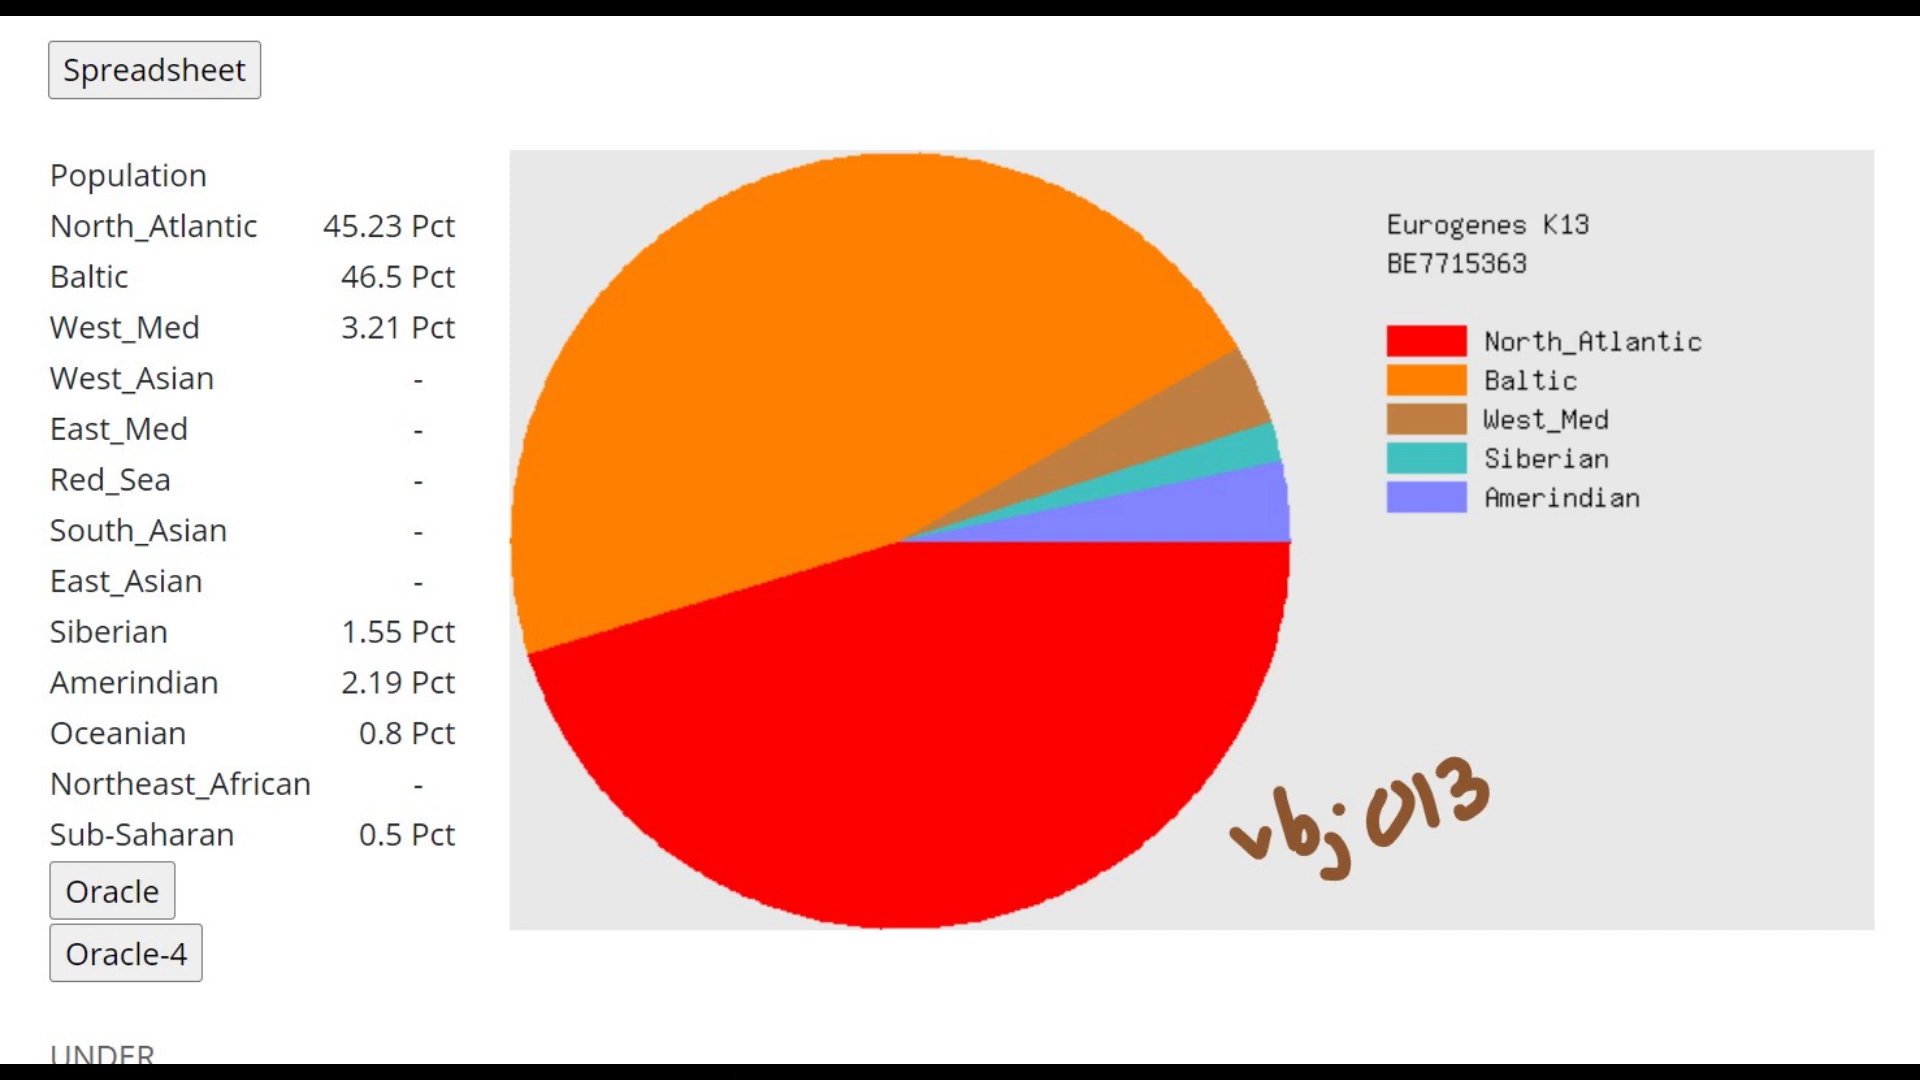 Spreadsheet
Population
North_Atlantic 45.23 Pct
Baltic 46.5 Pct
West_Med 3.21 Pct
West_Asian -
East_Med -
Red_Sea -
South_Asian -
East_Asian -
Siberian 1.55 Pct
Amerindian 2.19 Pct
Oceanian 0.8 Pct
Northeast_African -
Sub-Saharan 0.5 Pct
Oracle
Oracle-4
UNDER
Eurogenes K13
BE7715363
North_Atlantic
Baltic
West_Med
Siberian
Amerindian
vbj013